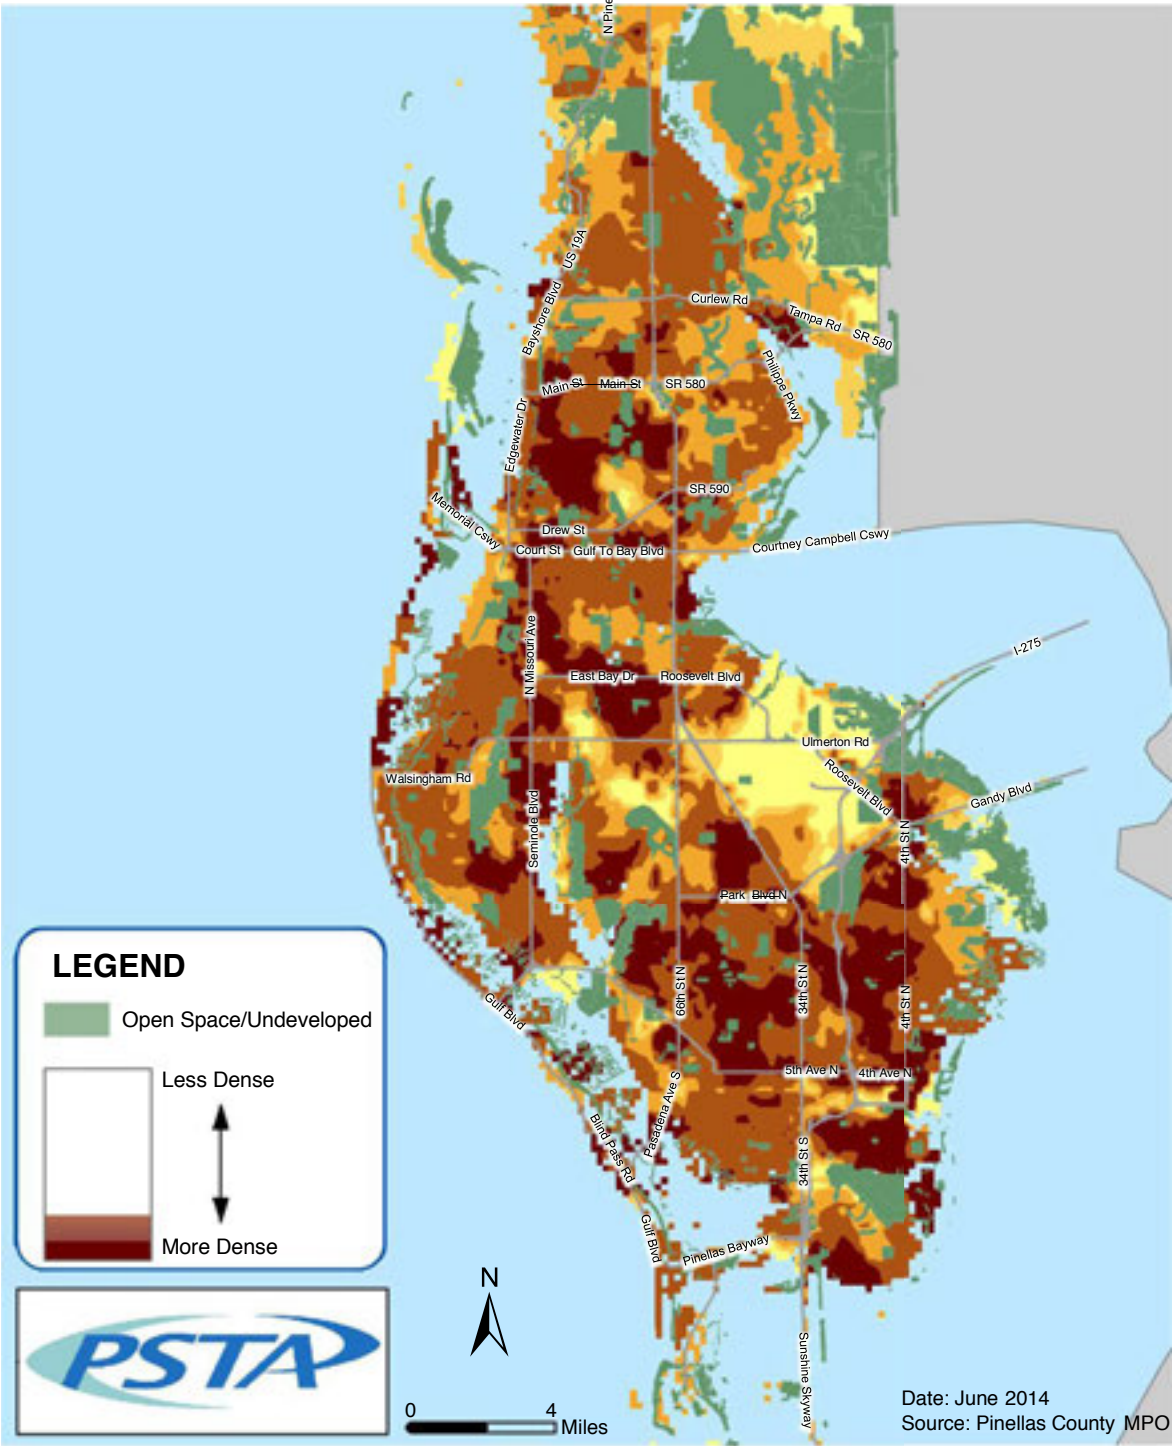 N Pine
US 19A
Bayshore Blvd
Curlew Rd
Tampa Rd
SR 580
Philippe Pkwy
Main St
Main St
SR 580
Edgewater Dr
SR 590
Memorial Cswy
Drew St
Court St
Gulf To Bay Blvd
Courtney Campbell Cswy
N Missouri Ave
I-275
East Bay Dr
Roosevelt Blvd
Ulmerton Rd
Walsingham Rd
Roosevelt Blvd
Gandy Blvd
Seminole Blvd
4th St N
Park Blvd N
66th St N
34th St N
4th St N
Gulf Blvd
5th Ave N
4th Ave N
Pasadena Ave S
Blind Pass Rd
34th St S
Gulf Blvd
Pinellas Bayway
Sunshine Skyway
LEGEND
Open Space/Undeveloped
Less Dense
More Dense
PSTA
N
0 4
Miles
Date: June 2014
Source: Pinellas County MPO